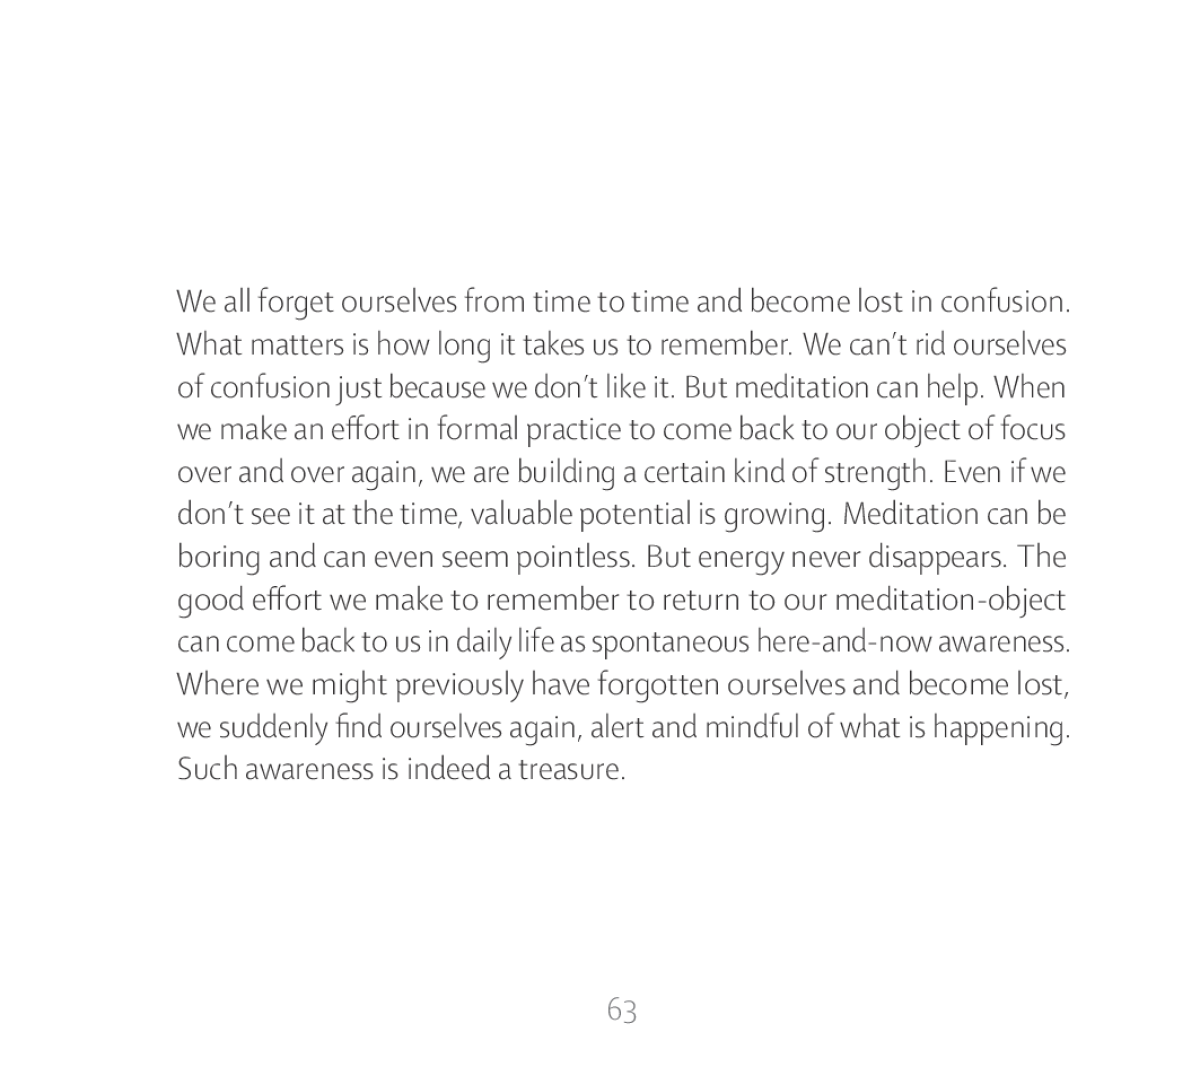 We all forget ourselves from time to time and become lost in confusion.
What matters is how long it takes us to remember. We can't rid ourselves
of confusion just because we don't like it. But meditation can help. When
we make an effort in formal practice to come back to our object of focus
over and over again, we are building a certain kind of strength. Even if we
don't see it at the time, valuable potential is growing. Meditation can be
boring and can even seem pointless. But energy never disappears. The
good effort we make to remember to return to our meditation-object
can come back to us in daily life as spontaneous here-and-now awareness.
Where we might previously have forgotten ourselves and become lost,
we suddenly find ourselves again, alert and mindful of what is happening.
Such awareness is indeed a treasure.
63